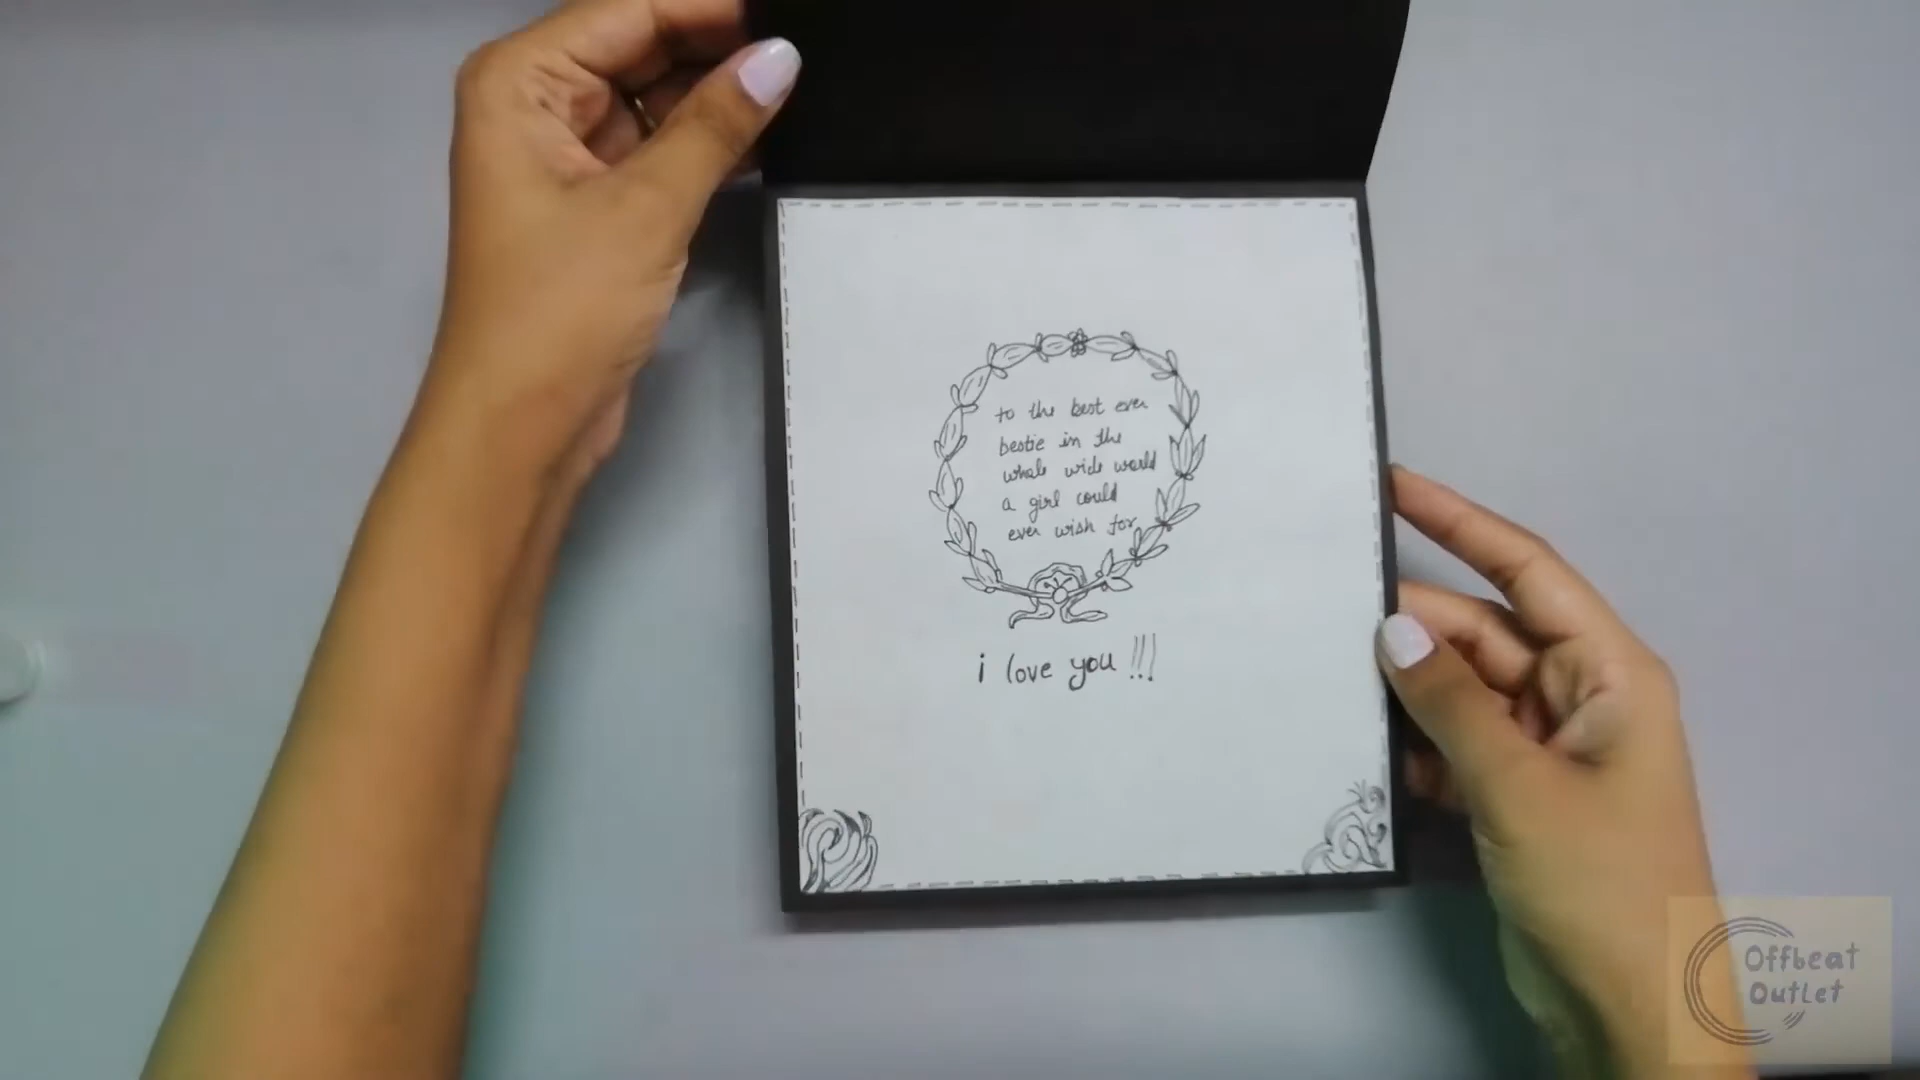 to the best ever
bestie in the
whole wide world
a girl could
ever wish for
i love you !!!
Offbeat
Outlet